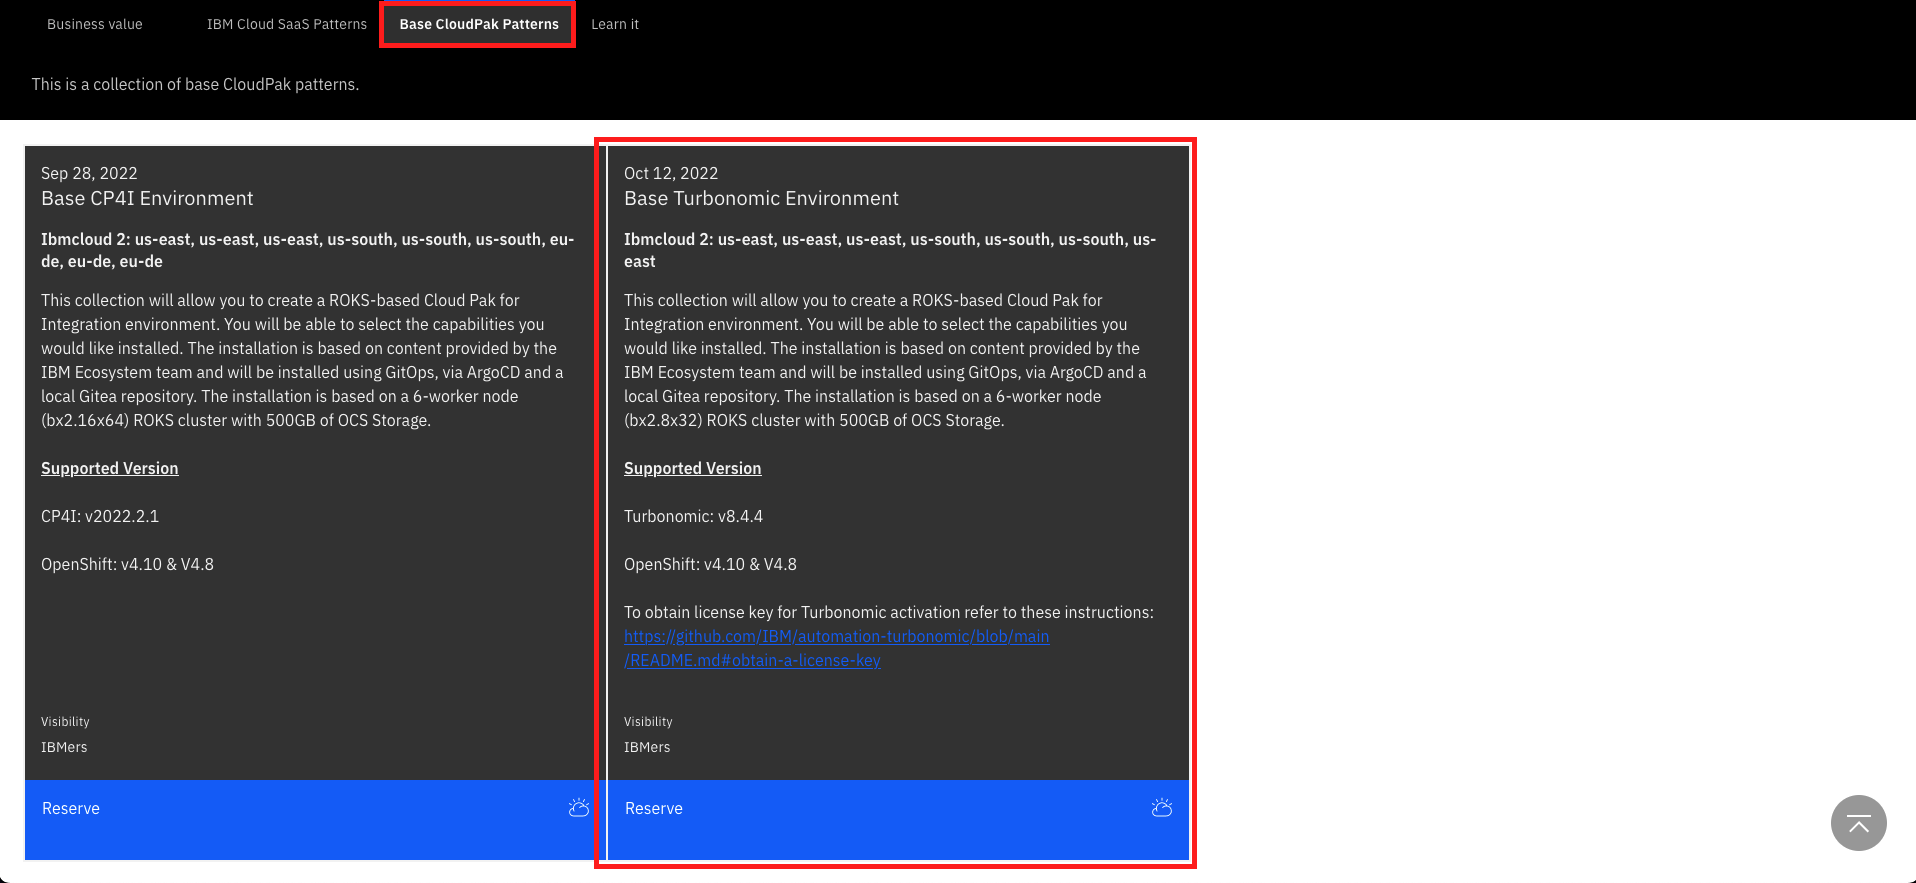 Business value
IBM Cloud SaaS Patterns
Base CloudPak Patterns
Learn it
This is a collection of base CloudPak patterns.
Sep 28, 2022
Base CP4I Environment
Ibmcloud 2: us-east, us-east, us-east, us-south, us-south, us-south, eu-
de, eu-de, eu-de
This collection will allow you to create a ROKS-based Cloud Pak for
Integration environment. You will be able to select the capabilities you
would like installed. The installation is based on content provided by the
IBM Ecosystem team and will be installed using GitOps, via ArgoCD and a
local Gitea repository. The installation is based on a 6-worker node
(bx2.16x64) ROKS cluster with 500GB of OCS Storage.
Supported Version
CP4I: v2022.2.1
OpenShift: v4.10 & V4.8
Visibility
IBMers
Reserve
Oct 12, 2022
Base Turbonomic Environment
Ibmcloud 2: us-east, us-east, us-east, us-south, us-south, us-south, us-
east
This collection will allow you to create a ROKS-based Cloud Pak for
Integration environment. You will be able to select the capabilities you
would like installed. The installation is based on content provided by the
IBM Ecosystem team and will be installed using GitOps, via ArgoCD and a
local Gitea repository. The installation is based on a 6-worker node
(bx2.8x32) ROKS cluster with 500GB of OCS Storage.
Supported Version
Turbonomic: v8.4.4
OpenShift: v4.10 & V4.8
To obtain license key for Turbonomic activation refer to these instructions:
https://github.com/IBM/automation-turbonomic/blob/main
/README.md#obtain-a-license-key
Visibility
IBMers
Reserve